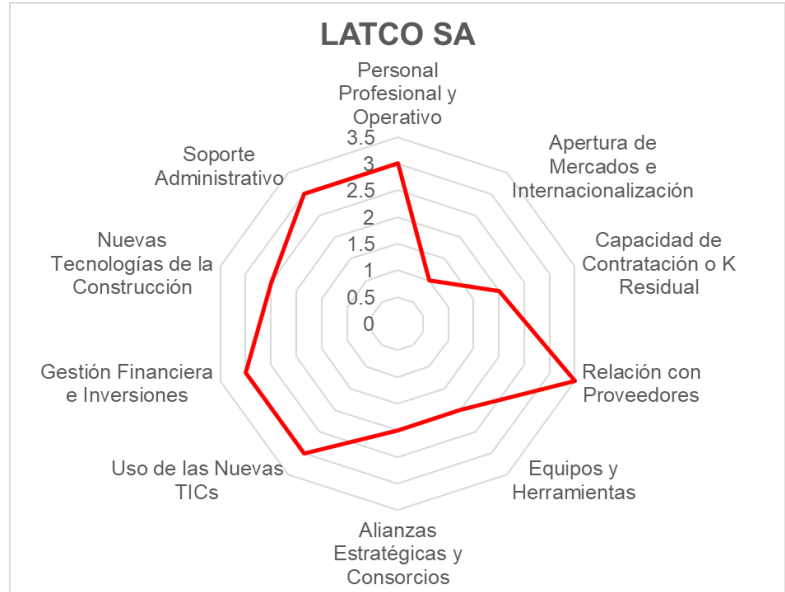 LATCO SA
Personal
Profesional y
Operativo
Apertura de
Mercados e
Internacionalización
Capacidad de
Contratación o K
Residual
Relación con
Proveedores
Equipos y
Herramientas
Alianzas
Estratégicas y
Consorcios
Uso de las Nuevas
TICs
Gestión Financiera
e Inversiones
Nuevas
Tecnologías de la
Construcción
Soporte
Administrativo
3.5
3
2.5
2
1.5
1
0.5
0